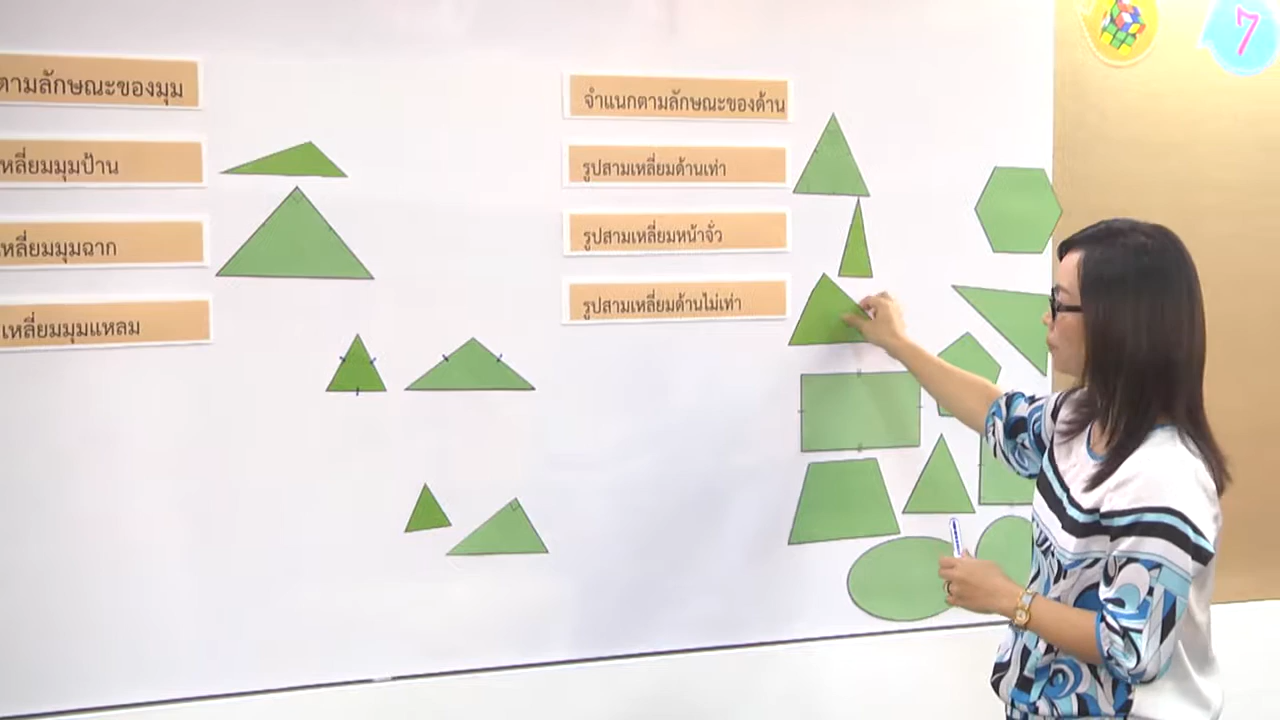 ตามลักษณะของมุม
เหลี่ยมมุมป้าน
เหลี่ยมมุมฉาก
เหลี่ยมมุมแหลม
จำแนกตามลักษณะของด้าน
รูปสามเหลี่ยมด้านเท่า
รูปสามเหลี่ยมหน้าจั่ว
รูปสามเหลี่ยมด้านไม่เท่า
7